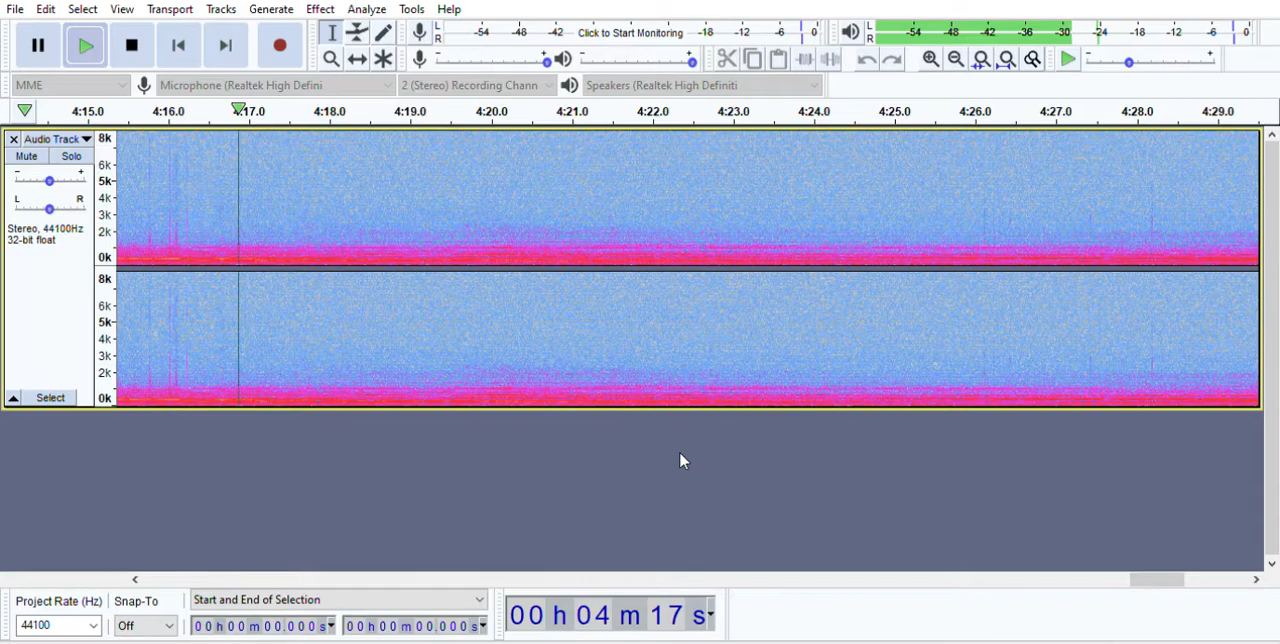 File Edit Select View Transport Tracks Generate Effect Analyze Tools Help
L R -54 -48 -42 Click to Start Monitoring -18 -12 -6 0
L R -54 -48 -42 -36 -30 -24 -18 -12 -6 0
- + - +
- +
MME Microphone (Realtek High Defini 2 (Stereo) Recording Chann Speakers (Realtek High Definiti
4:15.0 4:16.0 4:17.0 4:18.0 4:19.0 4:20.0 4:21.0 4:22.0 4:23.0 4:24.0 4:25.0 4:26.0 4:27.0 4:28.0 4:29.0
Audio Track
Mute Solo
- +
L R
Stereo, 44100Hz
32-bit float
Select
8k
6k
5k
4k
3k
2k
0k
8k
6k
5k
4k
3k
2k
0k
Project Rate (Hz) Snap-To Start and End of Selection
44100 Off 00 h 00 m 00.000 s 00 h 00 m 00.000 s
00 h 04 m 17 s